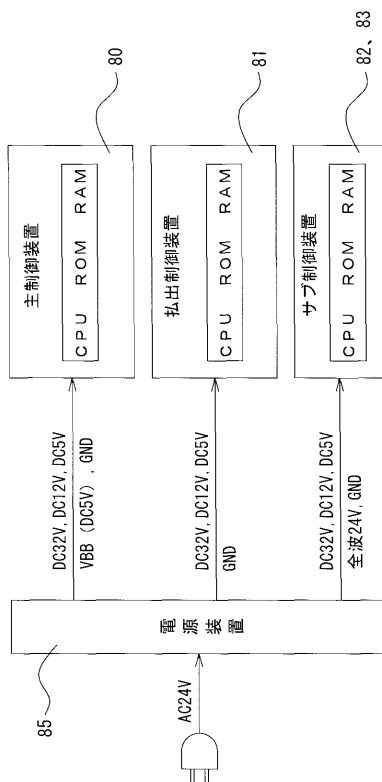 主制御装置
CPU ROM RAM
80
払出制御装置
CPU ROM RAM
81
サブ制御装置
CPU ROM RAM
82、83
DC32V, DC12V, DC5V
VBB (DC5V) , GND
DC32V, DC12V, DC5V
GND
DC32V, DC12V, DC5V
全波24V, GND
電源装置
85
AC24V